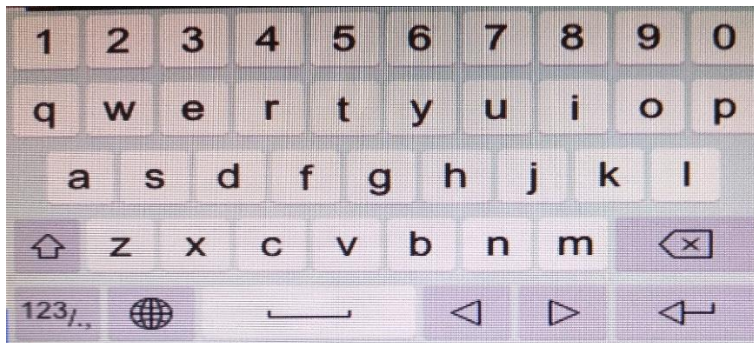 1 2 3 4 5 6 7 8 9 0
q w e r t y u i o p
a s d f g h j k l
z x c v b n m
123/.,